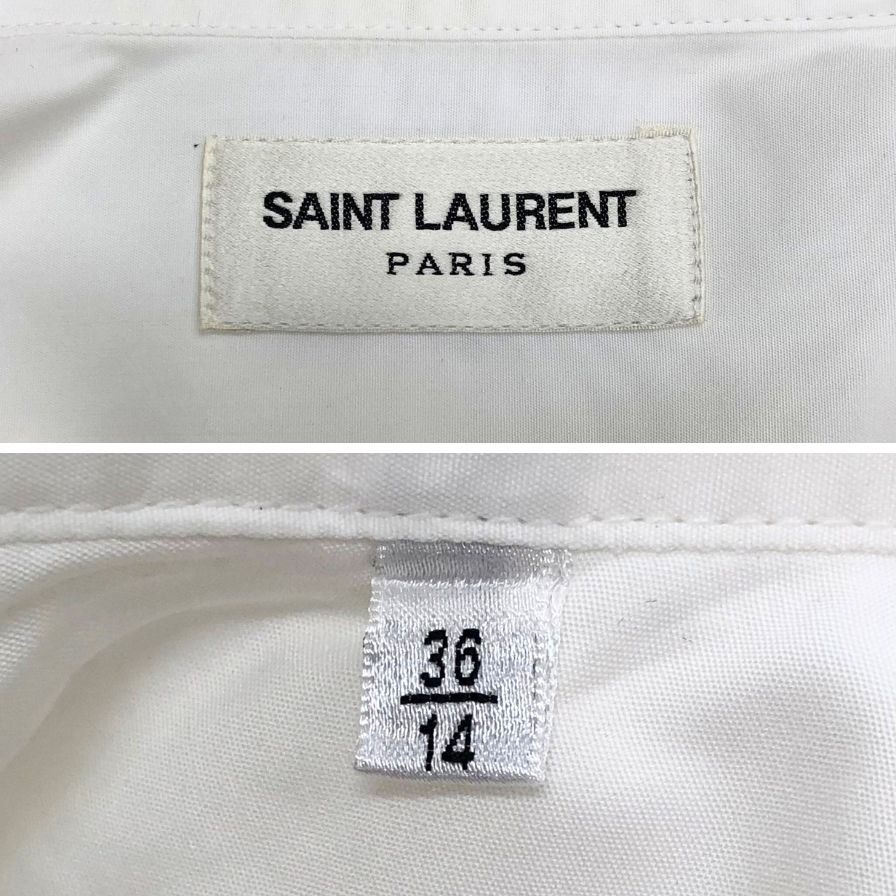 SAINT LAURENT
PARIS
36
14